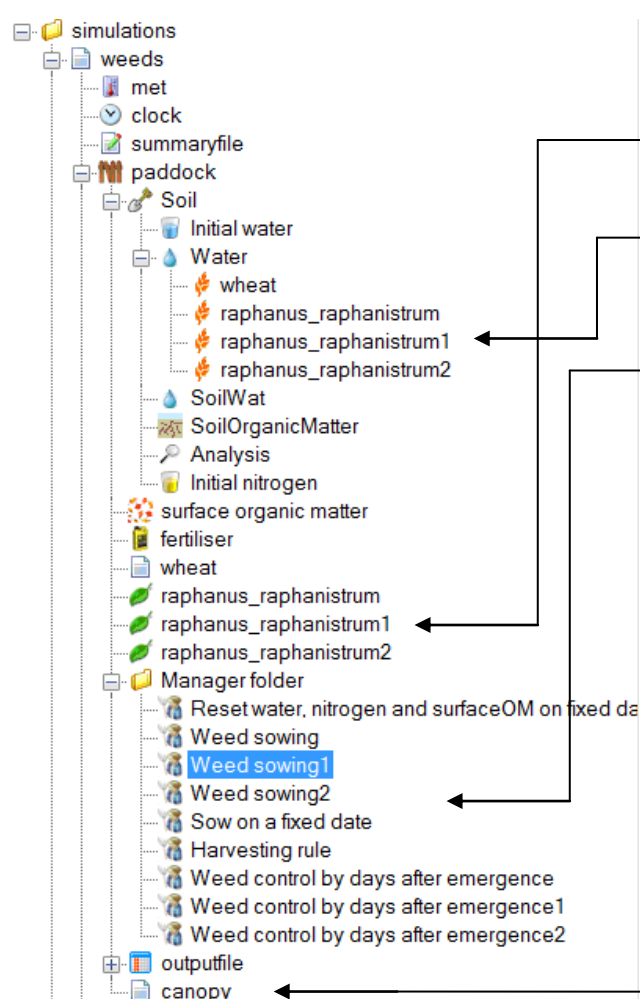 simulations
weeds
met
clock
summaryfile
paddock
Soil
Initial water
Water
wheat
raphanus_raphanistrum
raphanus_raphanistrum1
raphanus_raphanistrum2
SoilWat
SoilOrganicMatter
Analysis
Initial nitrogen
surface organic matter
fertiliser
wheat
raphanus_raphanistrum
raphanus_raphanistrum1
raphanus_raphanistrum2
Manager folder
Reset water, nitrogen and surfaceOM on fixed da
Weed sowing
Weed sowing1
Weed sowing2
Sow on a fixed date
Harvesting rule
Weed control by days after emergence
Weed control by days after emergence1
Weed control by days after emergence2
outputfile
canopy